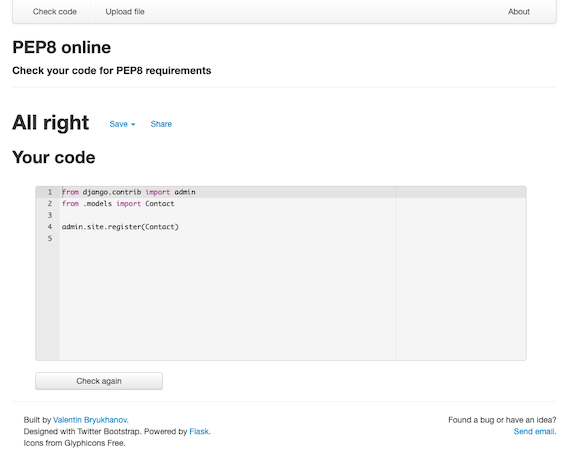 Check code Upload file About
PEP8 online
Check your code for PEP8 requirements
All right Save Share
Your code
1 from django.contrib import admin
2 from .models import Contact
3
4 admin.site.register(Contact)
5
Check again
Built by Valentin Bryukhanov. Found a bug or have an idea?
Designed with Twitter Bootstrap. Powered by Flask. Send email.
Icons from Glyphicons Free.